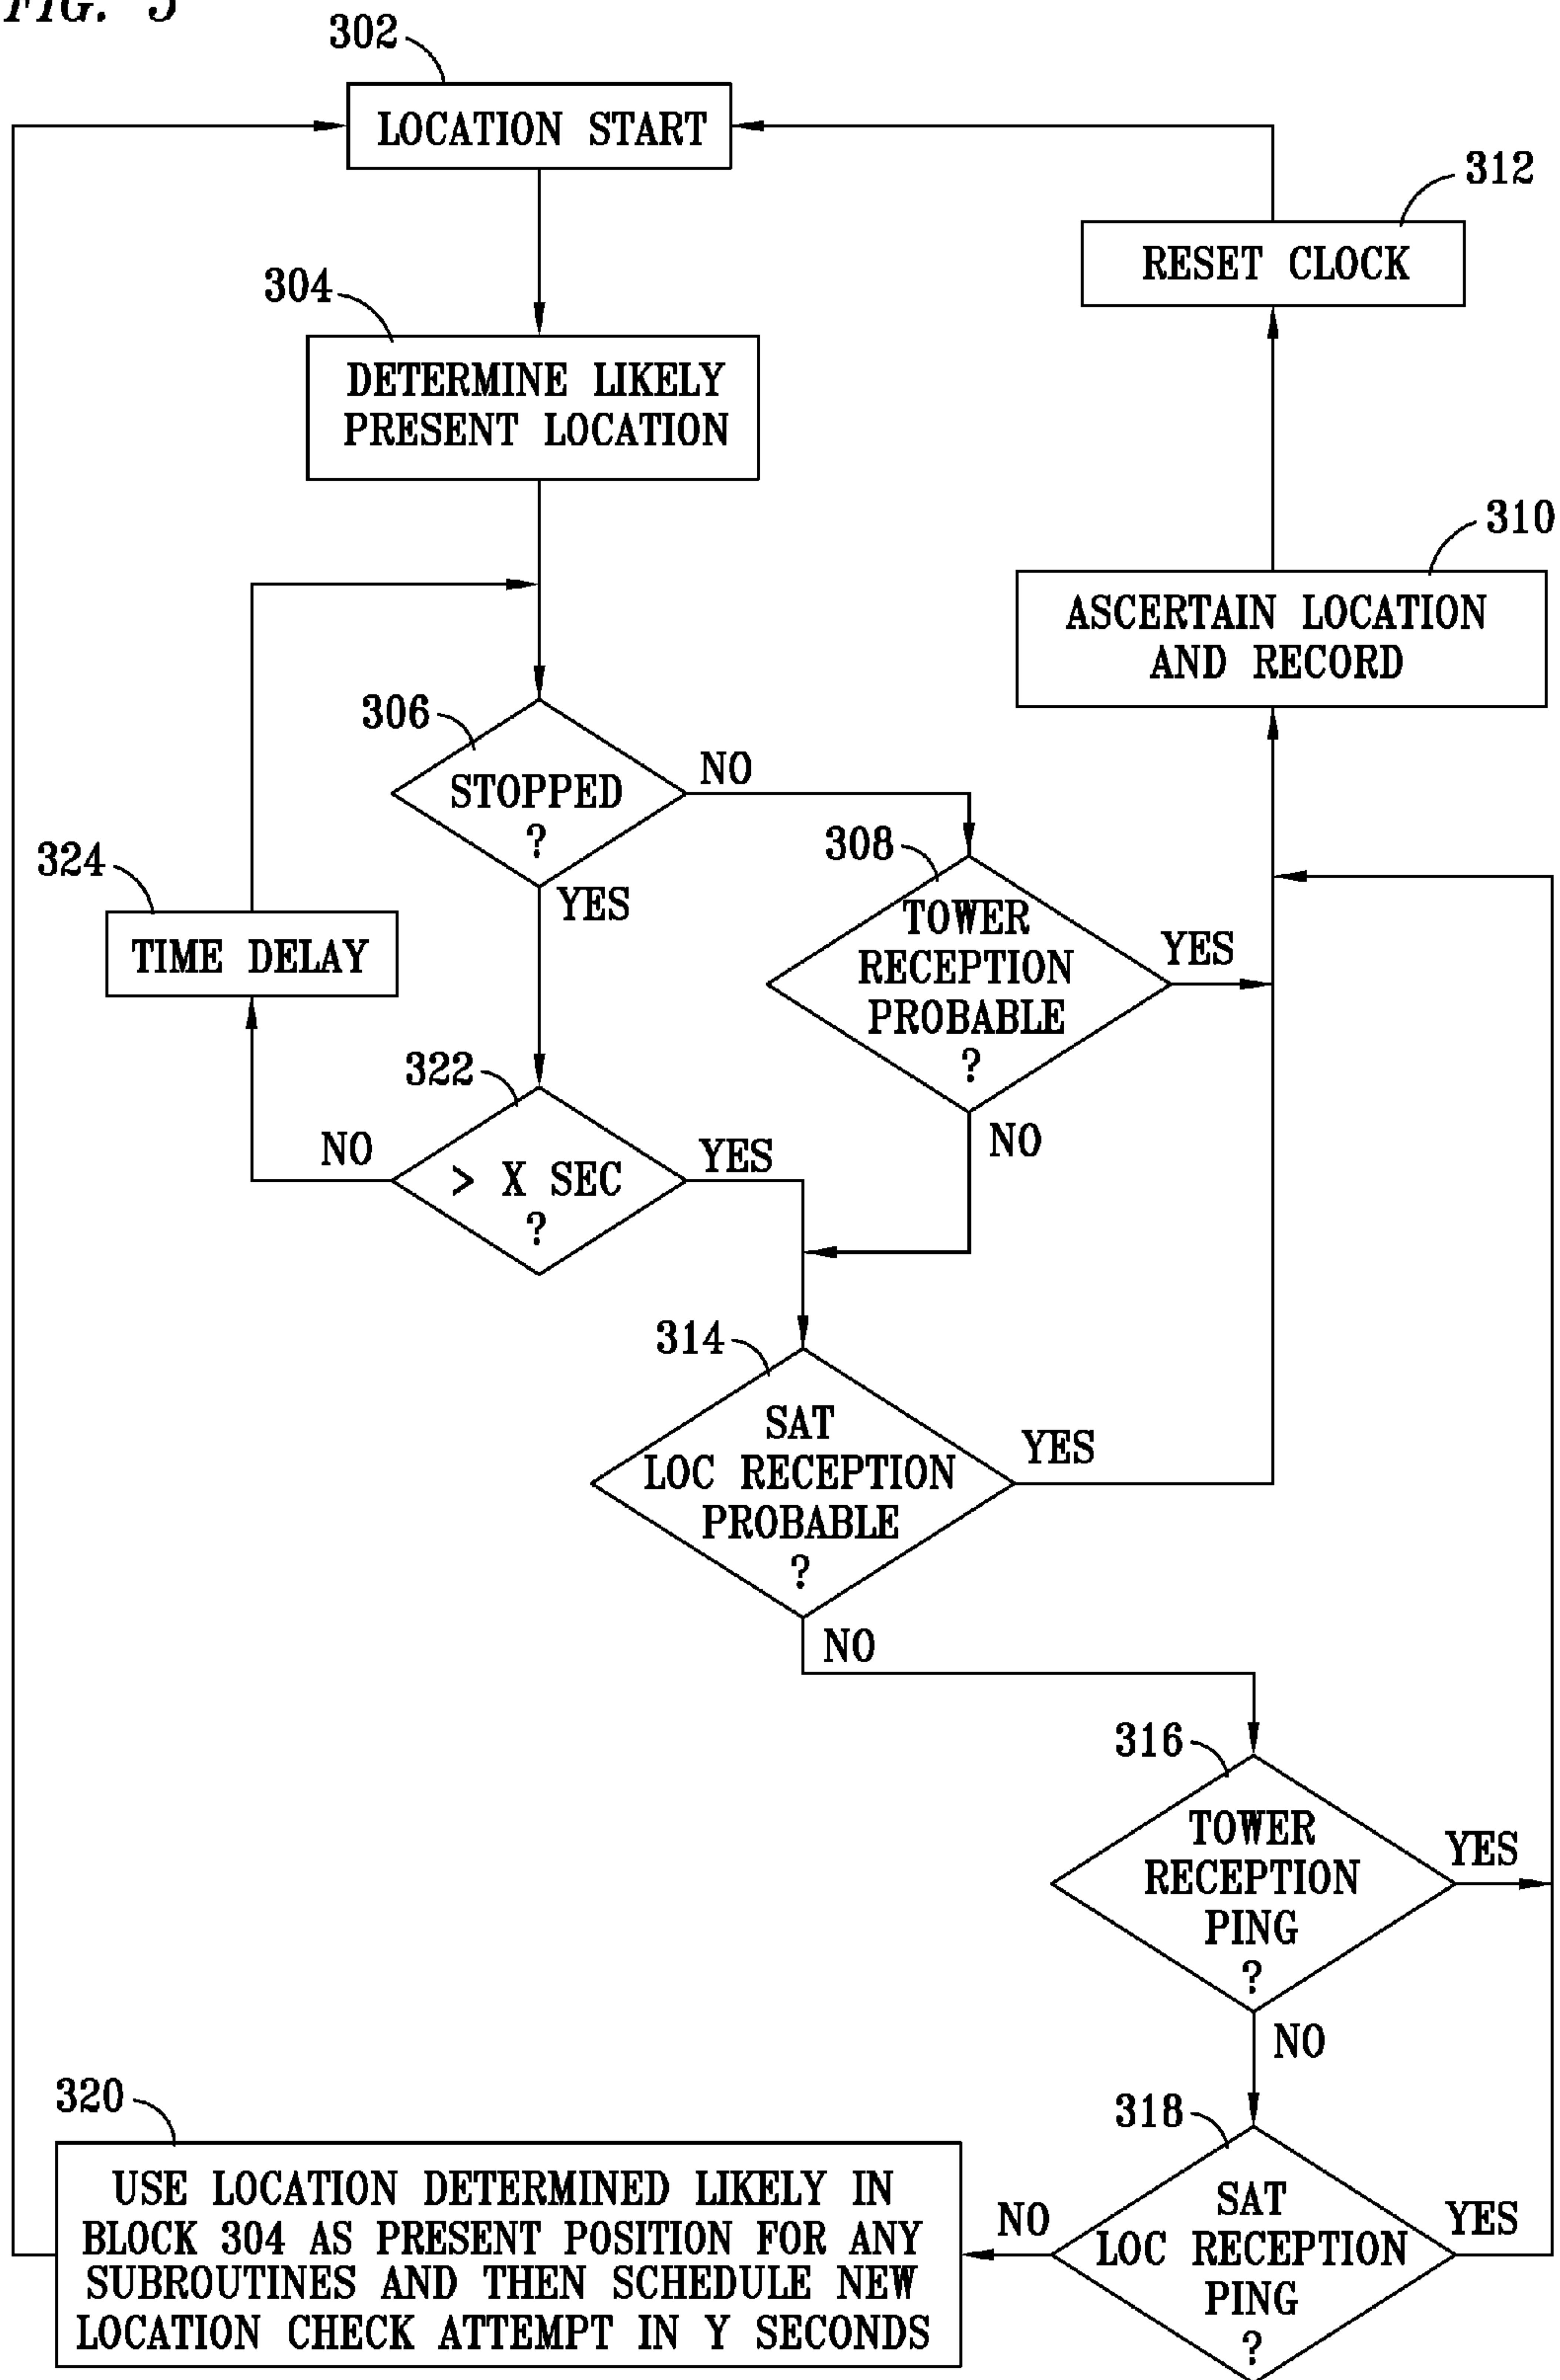 FIG. 3
302
LOCATION START
312
RESET CLOCK
304
DETERMINE LIKELY
PRESENT LOCATION
310
ASCERTAIN LOCATION
AND RECORD
306
STOPPED
?
NO
YES
308
TOWER
RECEPTION
PROBABLE
?
YES
NO
324
TIME DELAY
322
> X SEC
?
NO
YES
314
SAT
LOC RECEPTION
PROBABLE
?
YES
NO
316
TOWER
RECEPTION
PING
?
YES
NO
318
SAT
LOC RECEPTION
PING
?
YES
NO
320
USE LOCATION DETERMINED LIKELY IN
BLOCK 304 AS PRESENT POSITION FOR ANY
SUBROUTINES AND THEN SCHEDULE NEW
LOCATION CHECK ATTEMPT IN Y SECONDS